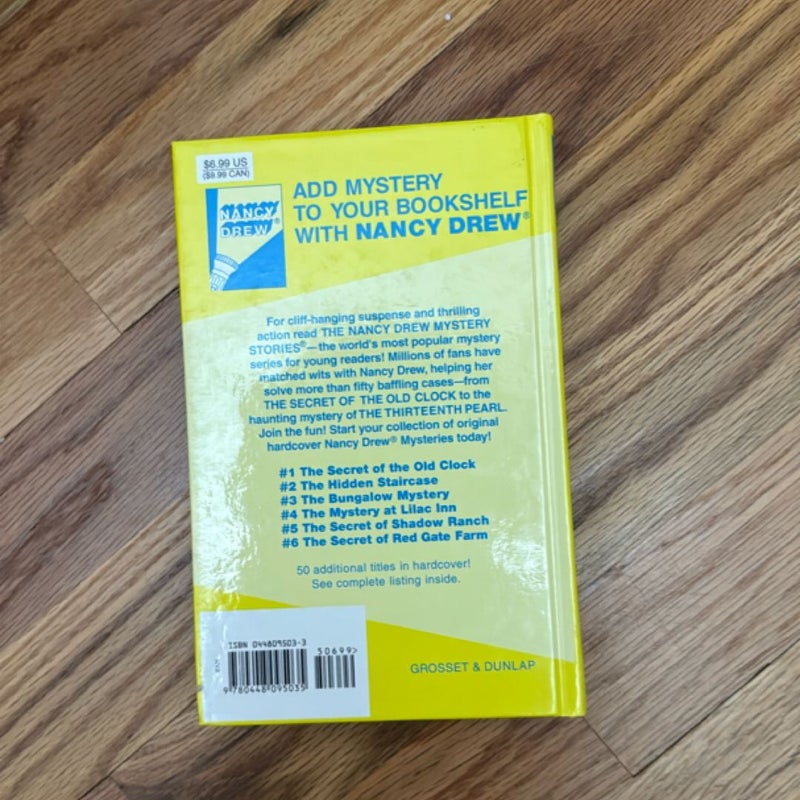 $6.99 US
($9.99 CAN)
NANCY
DREW®
ADD MYSTERY
TO YOUR BOOKSHELF
WITH NANCY DREW®
For cliff-hanging suspense and thrilling
action read THE NANCY DREW MYSTERY
STORIES®—the world's most popular mystery
series for young readers! Millions of fans have
matched wits with Nancy Drew, helping her
solve more than fifty baffling cases—from
THE SECRET OF THE OLD CLOCK to the
haunting mystery of THE THIRTEENTH PEARL.
Join the fun! Start your collection of original
hardcover Nancy Drew® Mysteries today!
#1 The Secret of the Old Clock
#2 The Hidden Staircase
#3 The Bungalow Mystery
#4 The Mystery at Lilac Inn
#5 The Secret of Shadow Ranch
#6 The Secret of Red Gate Farm
50 additional titles in hardcover!
See complete listing inside.
ISBN 044809503-3
50699>
9780448095035
GROSSET & DUNLAP